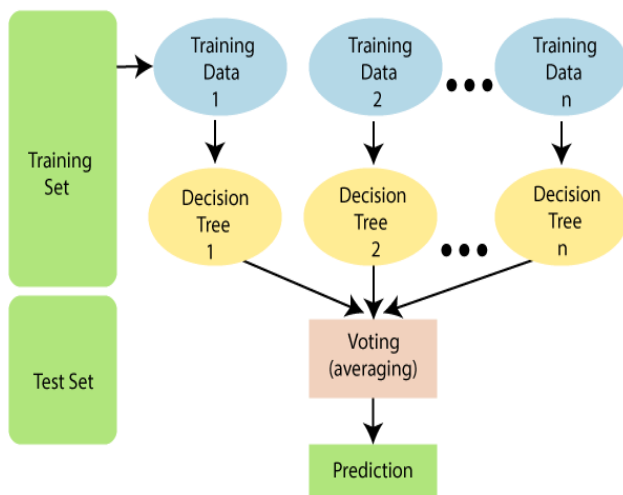 Training
Set
Training
Data
1
Training
Data
2
Training
Data
n
Decision
Tree
1
Decision
Tree
2
Decision
Tree
n
Test Set
Voting
(averaging)
Prediction